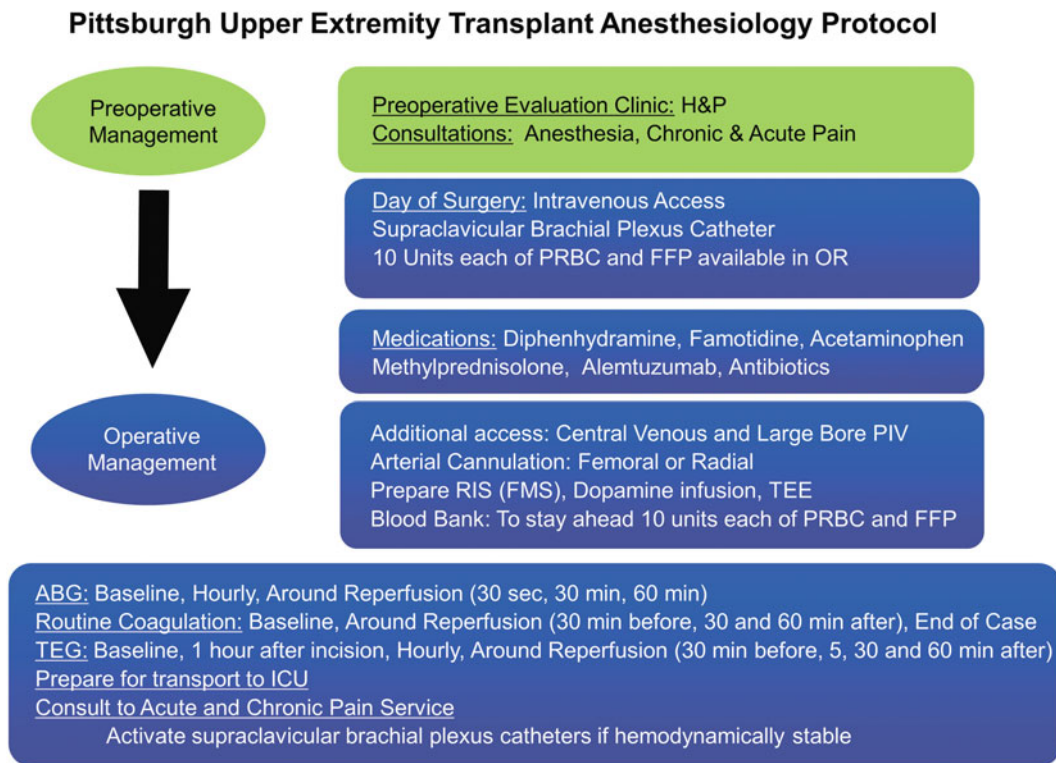 Pittsburgh Upper Extremity Transplant Anesthesiology Protocol
Preoperative
Management
Preoperative Evaluation Clinic: H&P
Consultations: Anesthesia, Chronic & Acute Pain
Day of Surgery: Intravenous Access
Supraclavicular Brachial Plexus Catheter
10 Units each of PRBC and FFP available in OR
Medications: Diphenhydramine, Famotidine, Acetaminophen
Methylprednisolone, Alemtuzumab, Antibiotics
Operative
Management
Additional access: Central Venous and Large Bore PIV
Arterial Cannulation: Femoral or Radial
Prepare RIS (FMS), Dopamine infusion, TEE
Blood Bank: To stay ahead 10 units each of PRBC and FFP
ABG: Baseline, Hourly, Around Reperfusion (30 sec, 30 min, 60 min)
Routine Coagulation: Baseline, Around Reperfusion (30 min before, 30 and 60 min after), End of Case
TEG: Baseline, 1 hour after incision, Hourly, Around Reperfusion (30 min before, 5, 30 and 60 min after)
Prepare for transport to ICU
Consult to Acute and Chronic Pain Service
Activate supraclavicular brachial plexus catheters if hemodynamically stable